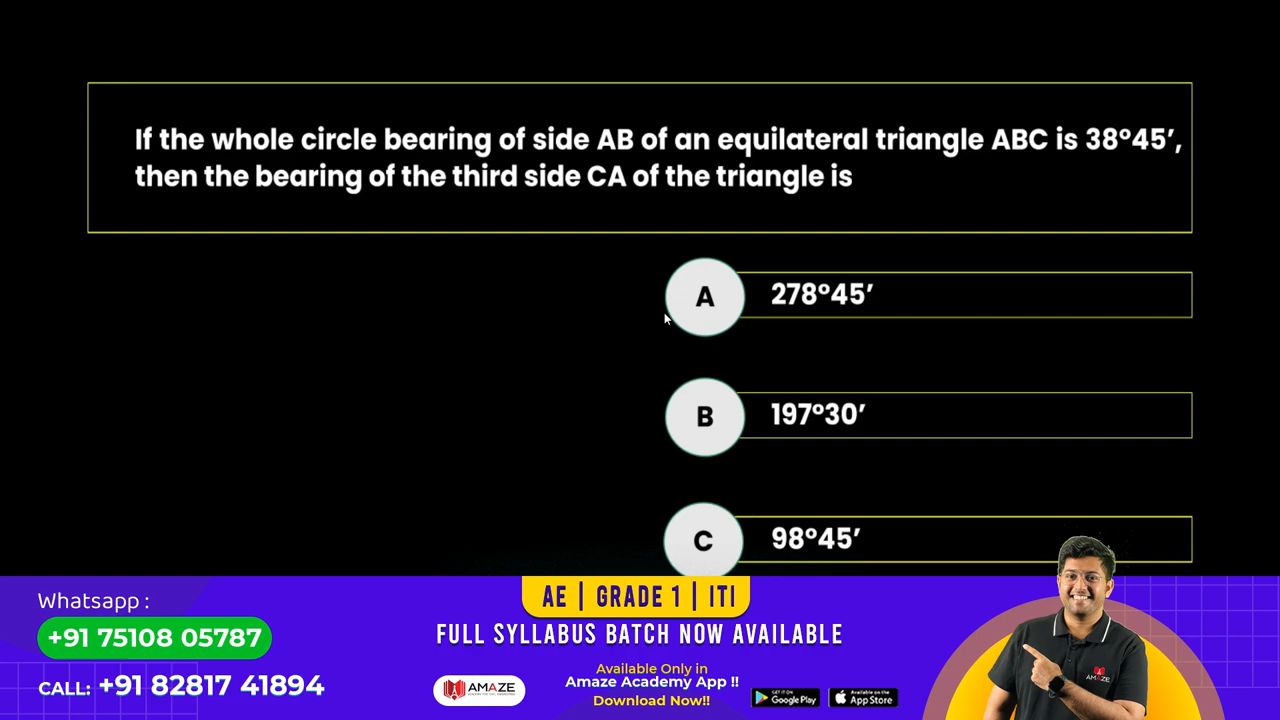 If the whole circle bearing of side AB of an equilateral triangle ABC is 38°45’,
then the bearing of the third side CA of the triangle is
A
278°45’
B
197°30’
C
98°45’
Whatsapp :
+91 75108 05787
CALL: +91 82817 41894
AE | GRADE 1 | ITI
FULL SYLLABUS BATCH NOW AVAILABLE
AMAZE
Available Only in
Amaze Academy App !!
Download Now!!
GET IT ON
Google Play
Available on the
App Store
AMAZE